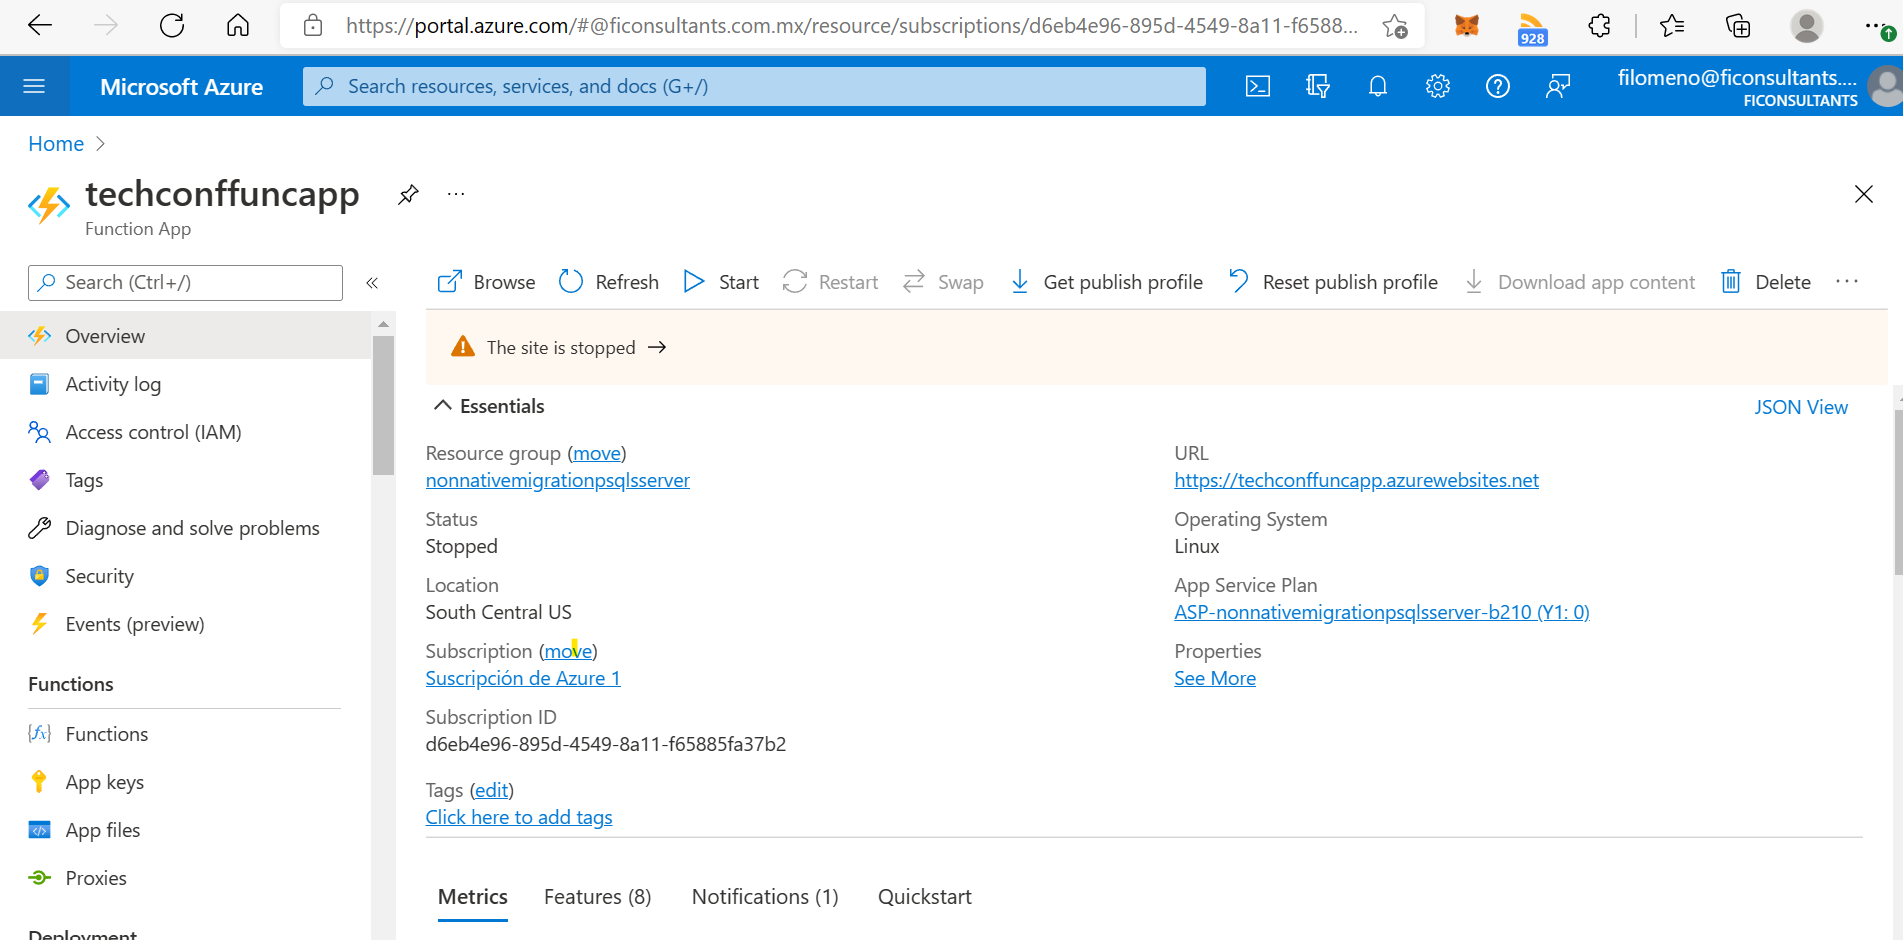 https://portal.azure.com/#@ficonsultants.com.mx/resource/subscriptions/d6eb4e96-895d-4549-8a11-f6588...
928
Microsoft Azure
Search resources, services, and docs (G+/)
filomeno@ficonsultants....
FICONSULTANTS
Home
techconffuncapp
...
Function App
Search (Ctrl+/)
«
Browse
Refresh
Start
Restart
Swap
Get publish profile
Reset publish profile
Download app content
Delete
...
Overview
Activity log
Access control (IAM)
Tags
Diagnose and solve problems
Security
Events (preview)
Functions
Functions
App keys
App files
Proxies
Deployment
The site is stopped →
Essentials
JSON View
Resource group (move)
nonnativemigrationpsqlsserver
Status
Stopped
Location
South Central US
Subscription (move)
Suscripción de Azure 1
Subscription ID
d6eb4e96-895d-4549-8a11-f65885fa37b2
Tags (edit)
Click here to add tags
URL
https://techconffuncapp.azurewebsites.net
Operating System
Linux
App Service Plan
ASP-nonnativemigrationpsqlsserver-b210 (Y1: 0)
Properties
See More
Metrics
Features (8)
Notifications (1)
Quickstart